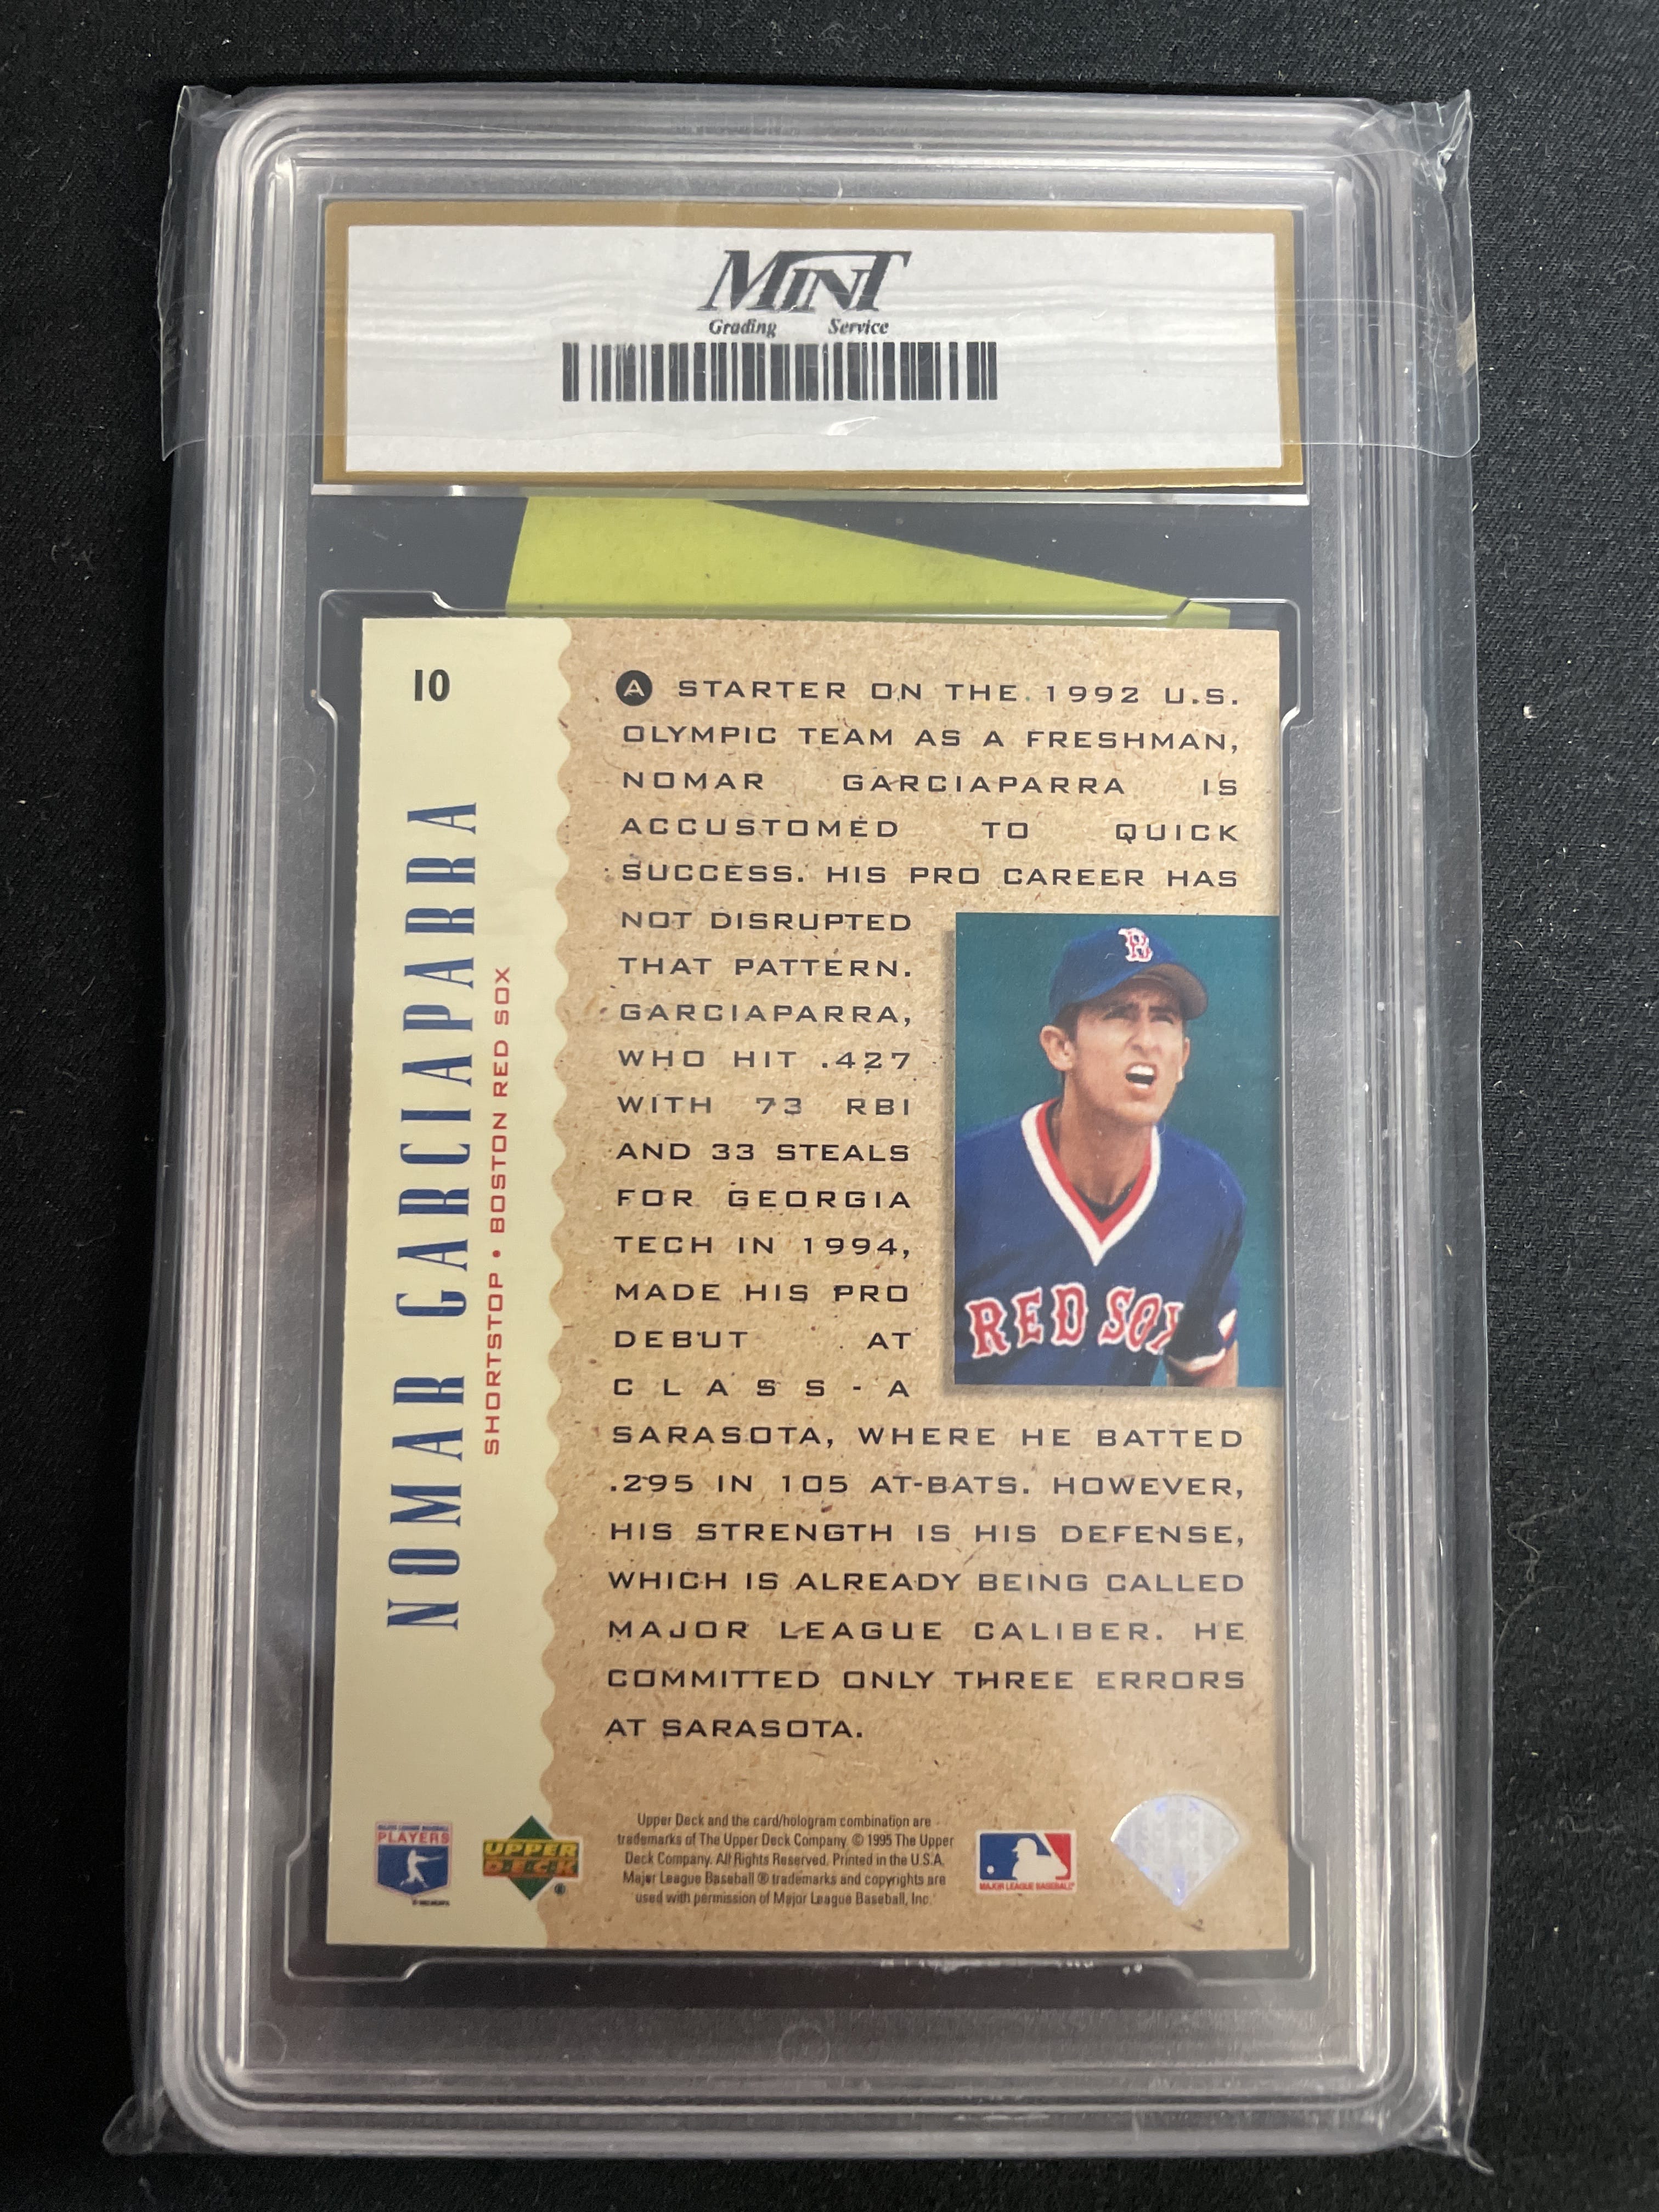 MINT
Grading Service
10
NOMAR GARCIAPARRA
SHORTSTOP • BOSTON RED SOX
A STARTER ON THE 1992 U.S.
OLYMPIC TEAM AS A FRESHMAN,
NOMAR GARCIAPARRA IS
ACCUSTOMED TO QUICK
SUCCESS. HIS PRO CAREER HAS
NOT DISRUPTED
THAT PATTERN.
GARCIAPARRA,
WHO HIT .427
WITH 73 RBI
AND 33 STEALS
FOR GEORGIA
TECH IN 1994,
MADE HIS PRO
DEBUT AT
CLASS-A
SARASOTA, WHERE HE BATTED
.295 IN 105 AT-BATS. HOWEVER,
HIS STRENGTH IS HIS DEFENSE,
WHICH IS ALREADY BEING CALLED
MAJOR LEAGUE CALIBER. HE
COMMITTED ONLY THREE ERRORS
AT SARASOTA.
B
RED SOX
MAJOR LEAGUE BASEBALL
PLAYERS
UPPER
DECK
®
Upper Deck and the card/hologram combination are
trademarks of The Upper Deck Company. © 1995 The Upper
Deck Company. All Rights Reserved. Printed in the U.S.A.
Major League Baseball ® trademarks and copyrights are
used with permission of Major League Baseball, Inc.
MAJOR LEAGUE BASEBALL